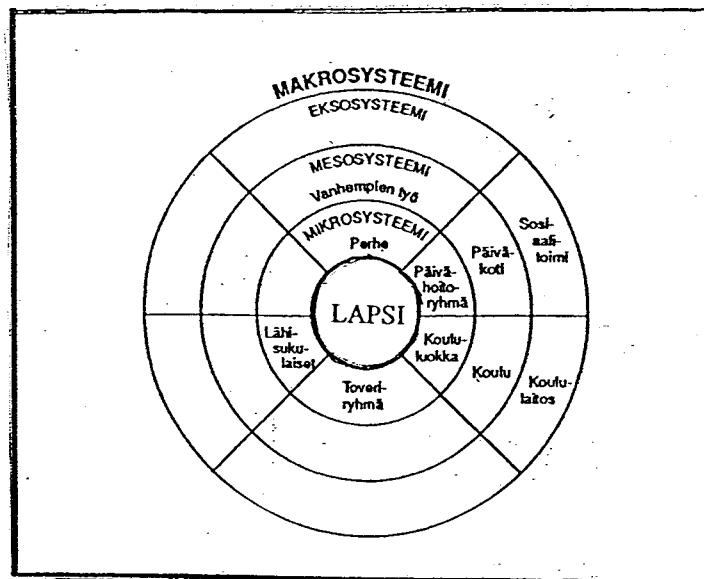 MAKROSYSTEEMI
EKSOSYSTEEMI
MESOSYSTEEMI
Vanhempien työ
MIKROSYSTEEMI
Perhe
Päivä-
hoito-
ryhmä
Päivä-
koti
Sosi-
aali-
toimi
LAPSI
Lähi-
suku-
laiset
Koulu-
luokka
Koulu
Koulu-
laitos
Toveri-
ryhmä